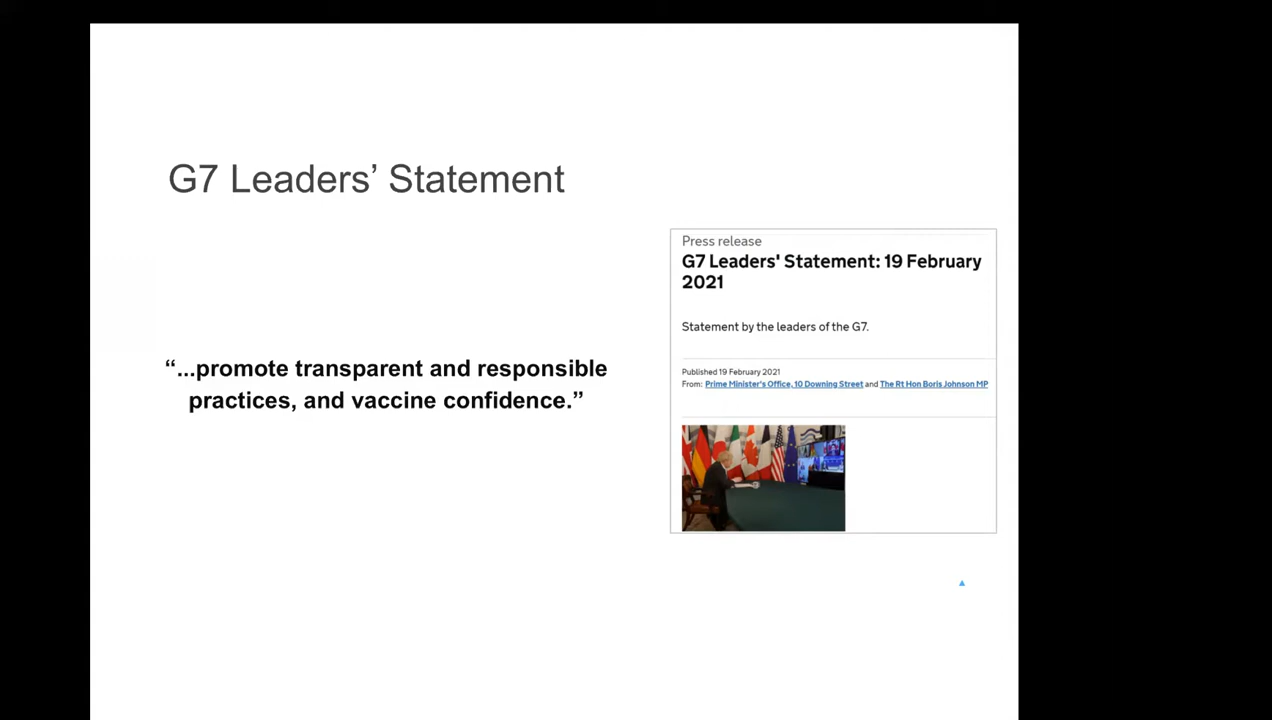 G7 Leaders’ Statement
“...promote transparent and responsible
practices, and vaccine confidence.”
Press release
G7 Leaders' Statement: 19 February
2021
Statement by the leaders of the G7.
Published 19 February 2021
From: Prime Minister's Office, 10 Downing Street and The Rt Hon Boris Johnson MP